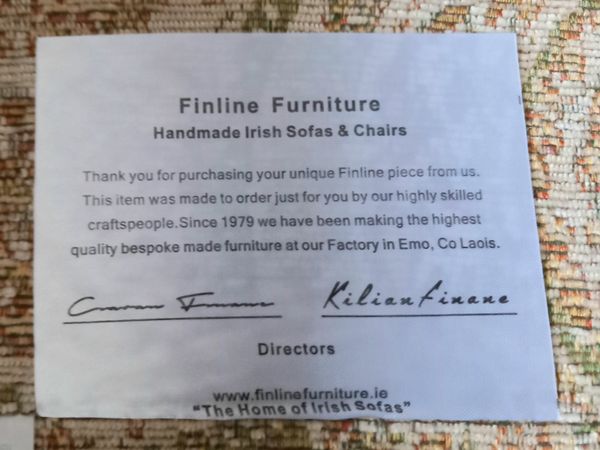 Finline Furniture
Handmade Irish Sofas & Chairs
Thank you for purchasing your unique Finline piece from us.
This item was made to order just for you by our highly skilled
craftspeople.Since 1979 we have been making the highest
quality bespoke made furniture at our Factory in Emo, Co Laois.
Kilian Finane
Directors
www.finlinefurniture.ie
"The Home of Irish Sofas"